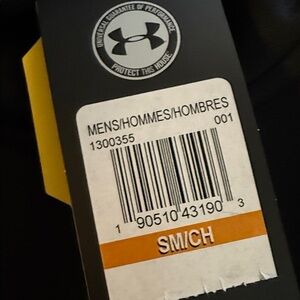 UNIVERSAL GUARANTEE OF PERFORMANCE
PROTECT THIS HOUSE
MENS/HOMMES/HOMBRES
1300355 001
1 90510 43190 3
SM/CH